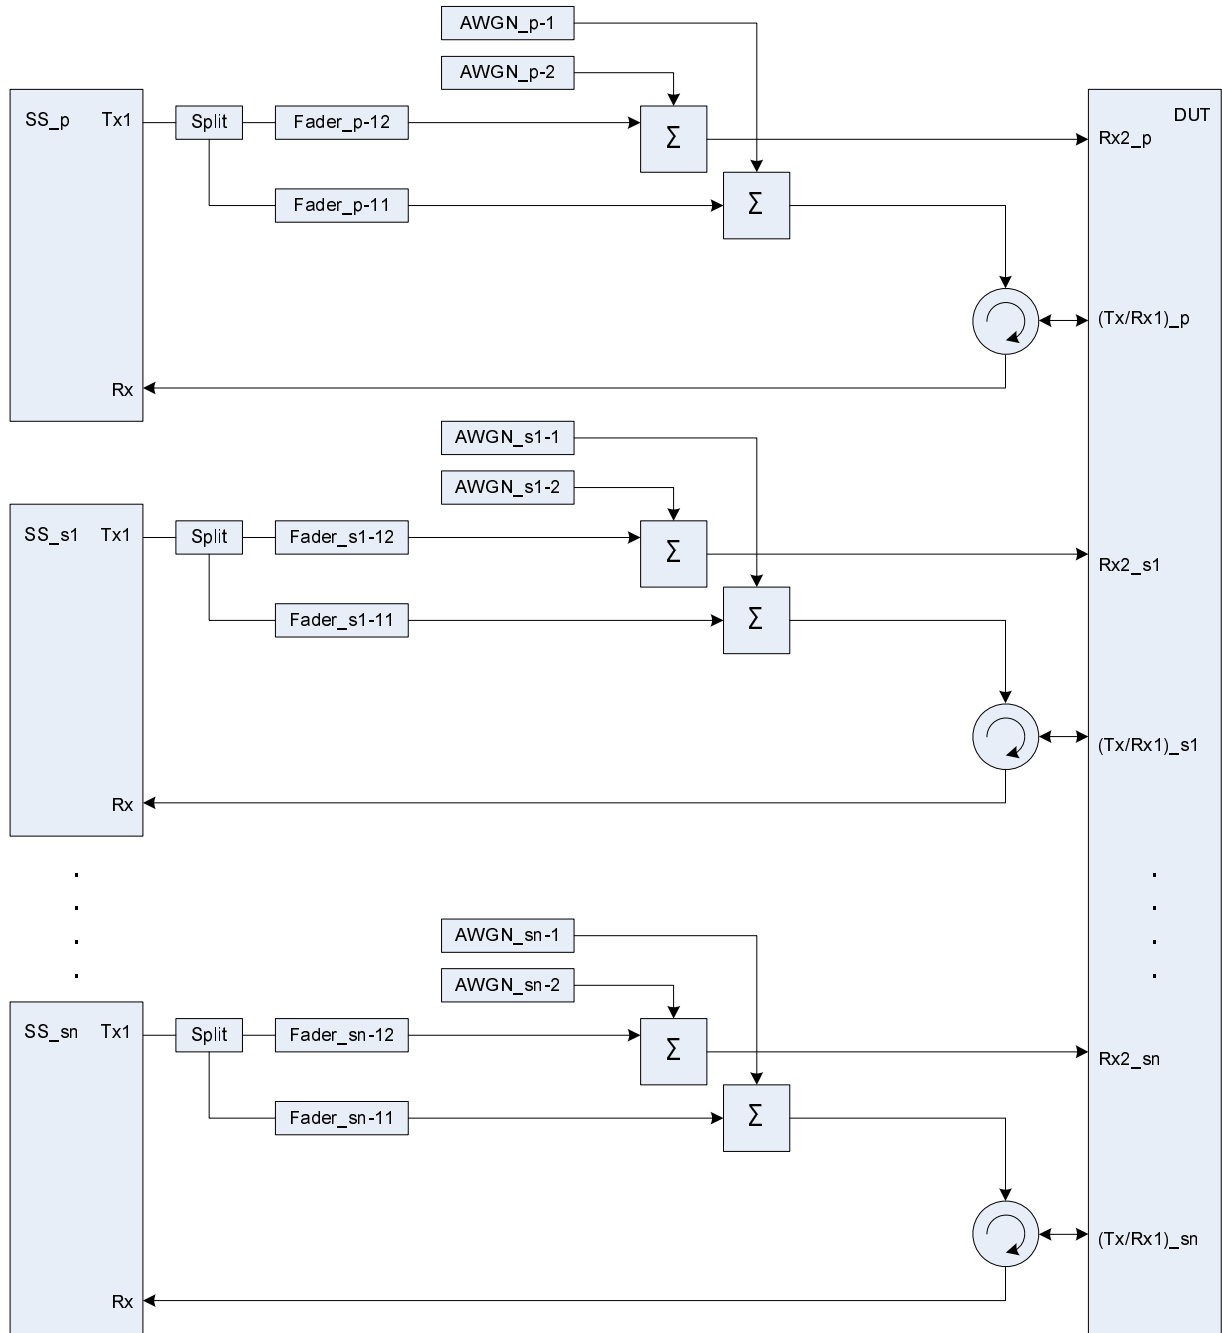 AWGN_p-1
AWGN_p-2
SS_p Tx1 Split Fader_p-12 Σ DUT
Rx2_p
Fader_p-11 Σ
(Tx/Rx1)_p
Rx
AWGN_s1-1
AWGN_s1-2
SS_s1 Tx1 Split Fader_s1-12 Σ
Rx2_s1
Fader_s1-11 Σ
(Tx/Rx1)_s1
Rx
AWGN_sn-1
AWGN_sn-2
SS_sn Tx1 Split Fader_sn-12 Σ
Rx2_sn
Fader_sn-11 Σ
(Tx/Rx1)_sn
Rx